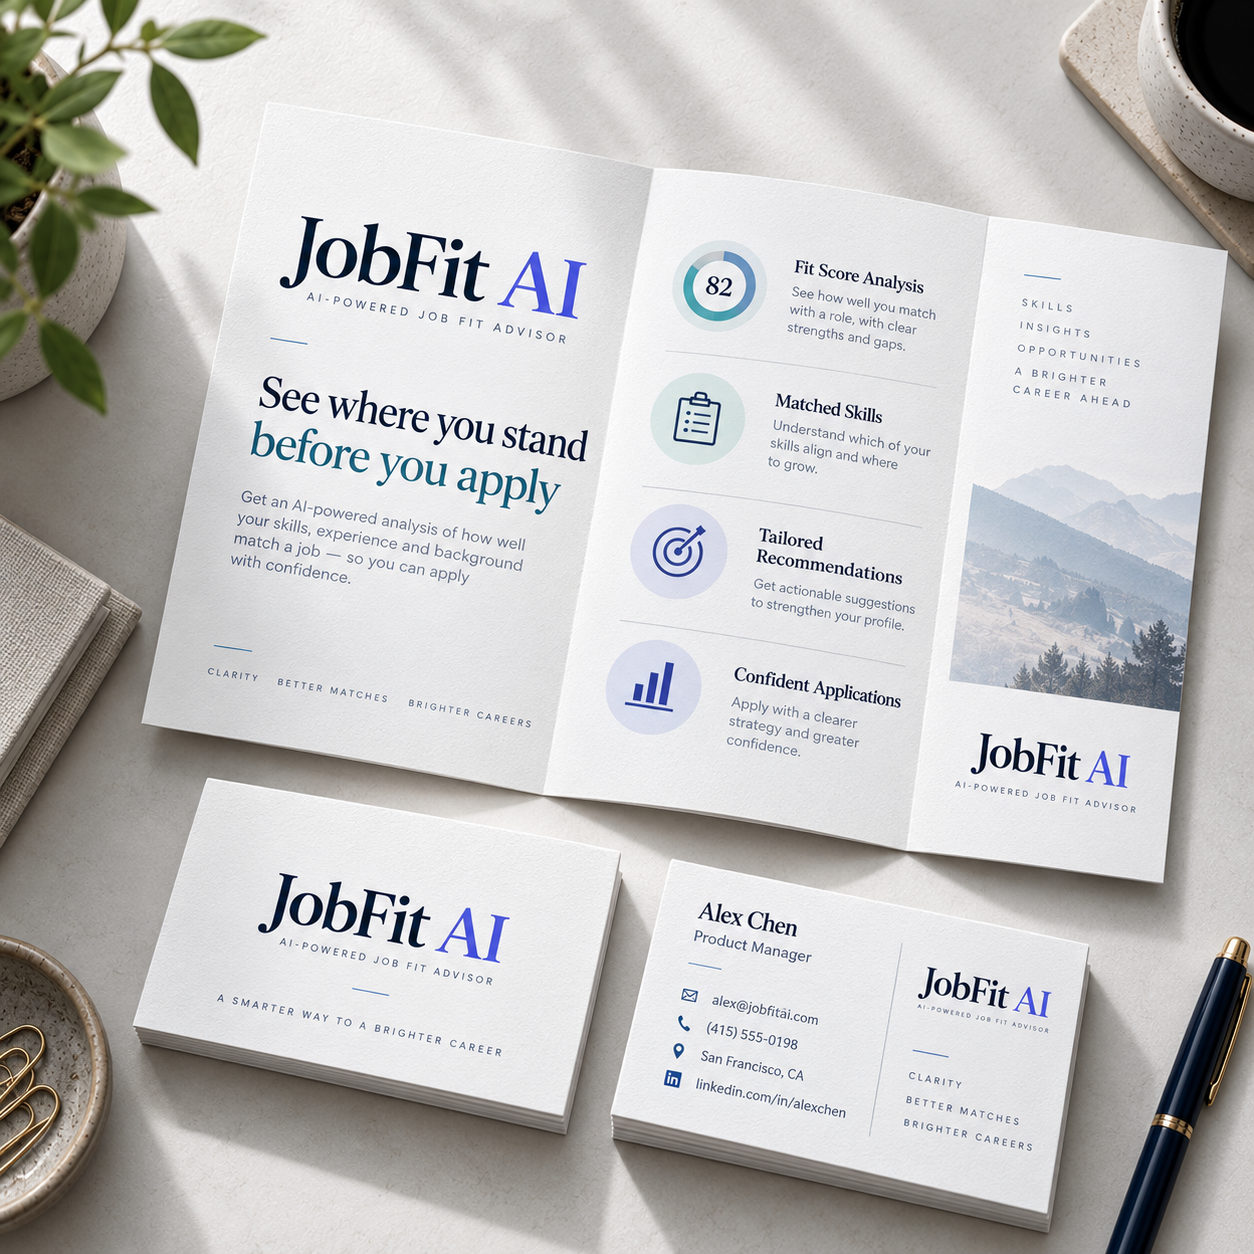 JobFit AI
AI-POWERED JOB FIT ADVISOR
See where you stand
before you apply
Get an AI-powered analysis of how well
your skills, experience and background
match a job — so you can apply
with confidence.
CLARITY BETTER MATCHES BRIGHTER CAREERS
82
Fit Score Analysis
See how well you match
with a role, with clear
strengths and gaps.
Matched Skills
Understand which of your
skills align and where
to grow.
Tailored
Recommendations
Get actionable suggestions
to strengthen your profile.
Confident Applications
Apply with a clearer
strategy and greater
confidence.
SKILLS
INSIGHTS
OPPORTUNITIES
A BRIGHTER
CAREER AHEAD
JobFit AI
AI-POWERED JOB FIT ADVISOR
JobFit AI
AI-POWERED JOB FIT ADVISOR
A SMARTER WAY TO A BRIGHTER CAREER
Alex Chen
Product Manager
alex@jobfitai.com
(415) 555-0198
San Francisco, CA
in
linkedin.com/in/alexchen
JobFit AI
AI-POWERED JOB FIT ADVISOR
CLARITY
BETTER MATCHES
BRIGHTER CAREERS